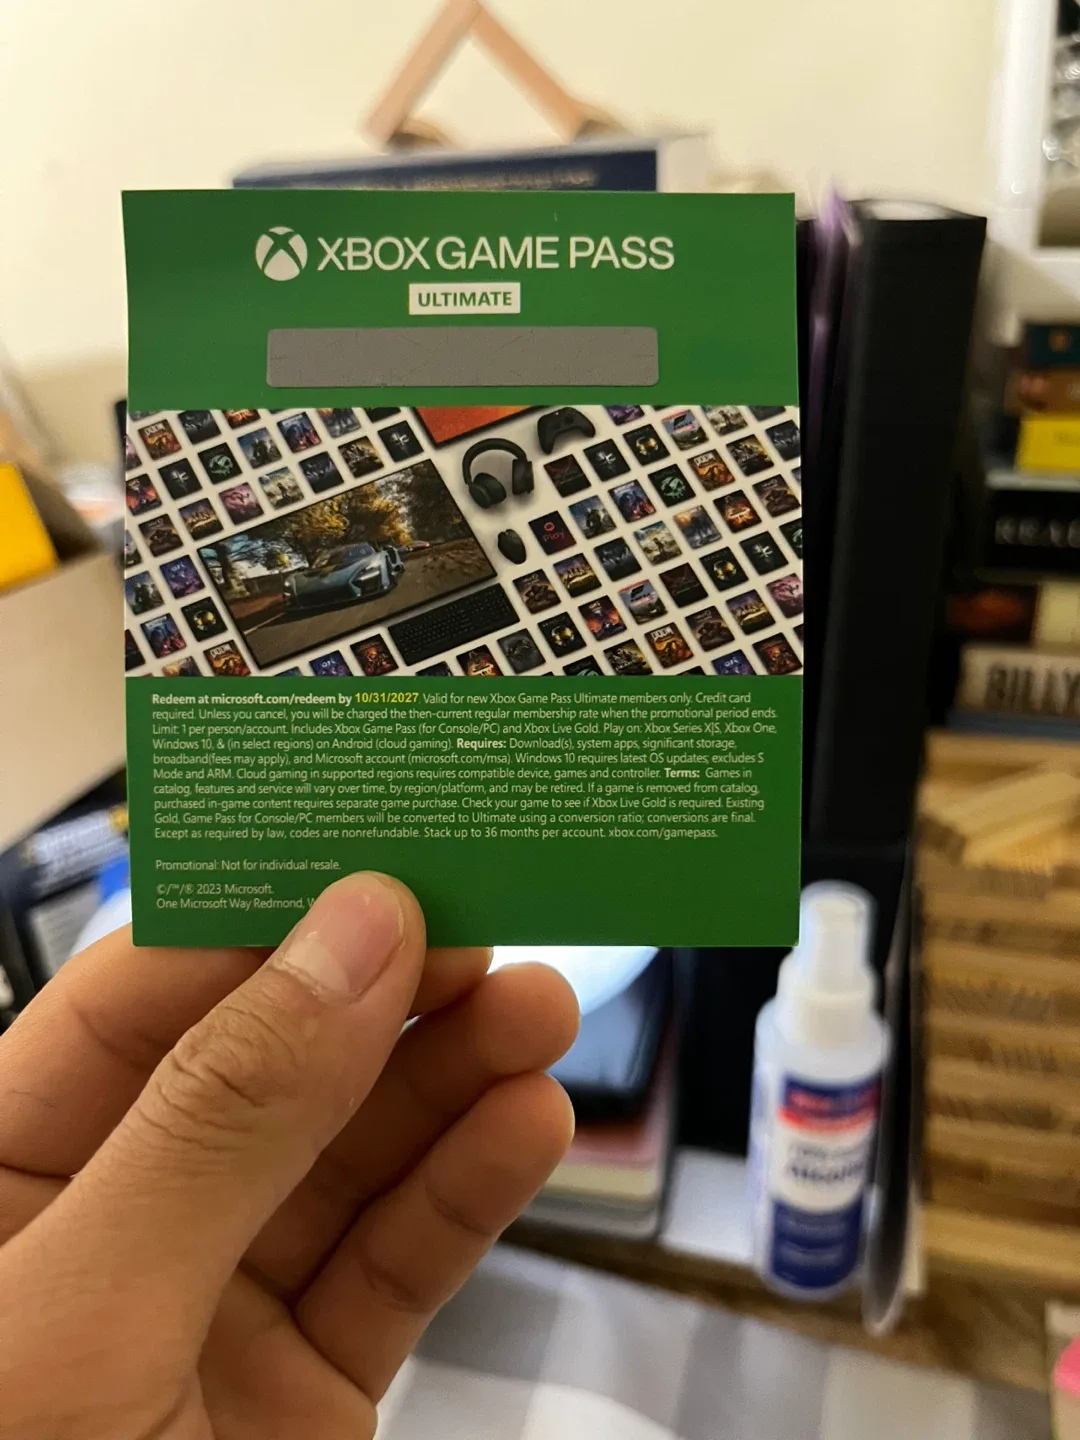 XBOX GAME PASS
ULTIMATE
Redeem at microsoft.com/redeem by 10/31/2027. Valid for new Xbox Game Pass Ultimate members only. Credit card
required. Unless you cancel, you will be charged the then-current regular membership rate when the promotional period ends.
Limit: 1 per person/account. Includes Xbox Game Pass (for Console/PC) and Xbox Live Gold. Play on: Xbox Series X|S, Xbox One,
Windows 10, & (in select regions) on Android (cloud gaming). Requires: Download(s), system apps, significant storage,
broadband(fees may apply), and Microsoft account (microsoft.com/msa). Windows 10 requires latest OS updates; excludes S
Mode and ARM. Cloud gaming in supported regions requires compatible device, games and controller. Terms: Games in
catalog, features and service will vary over time, by region/platform, and may be retired. If a game is removed from catalog,
purchased in-game content requires separate game purchase. Check your game to see if Xbox Live Gold is required. Existing
Gold, Game Pass for Console/PC members will be converted to Ultimate using a conversion ratio; conversions are final.
Except as required by law, codes are nonrefundable. Stack up to 36 months per account. xbox.com/gamepass.
Promotional: Not for individual resale.
©/™/® 2023 Microsoft.
One Microsoft Way Redmond,
BILLY